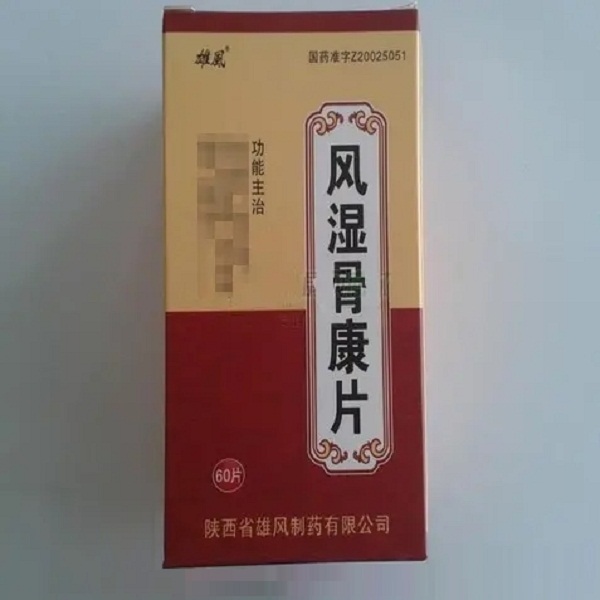 雄风®
国药准字Z20025051
功能主治
风湿骨康片
60片
陕西省雄风制药有限公司